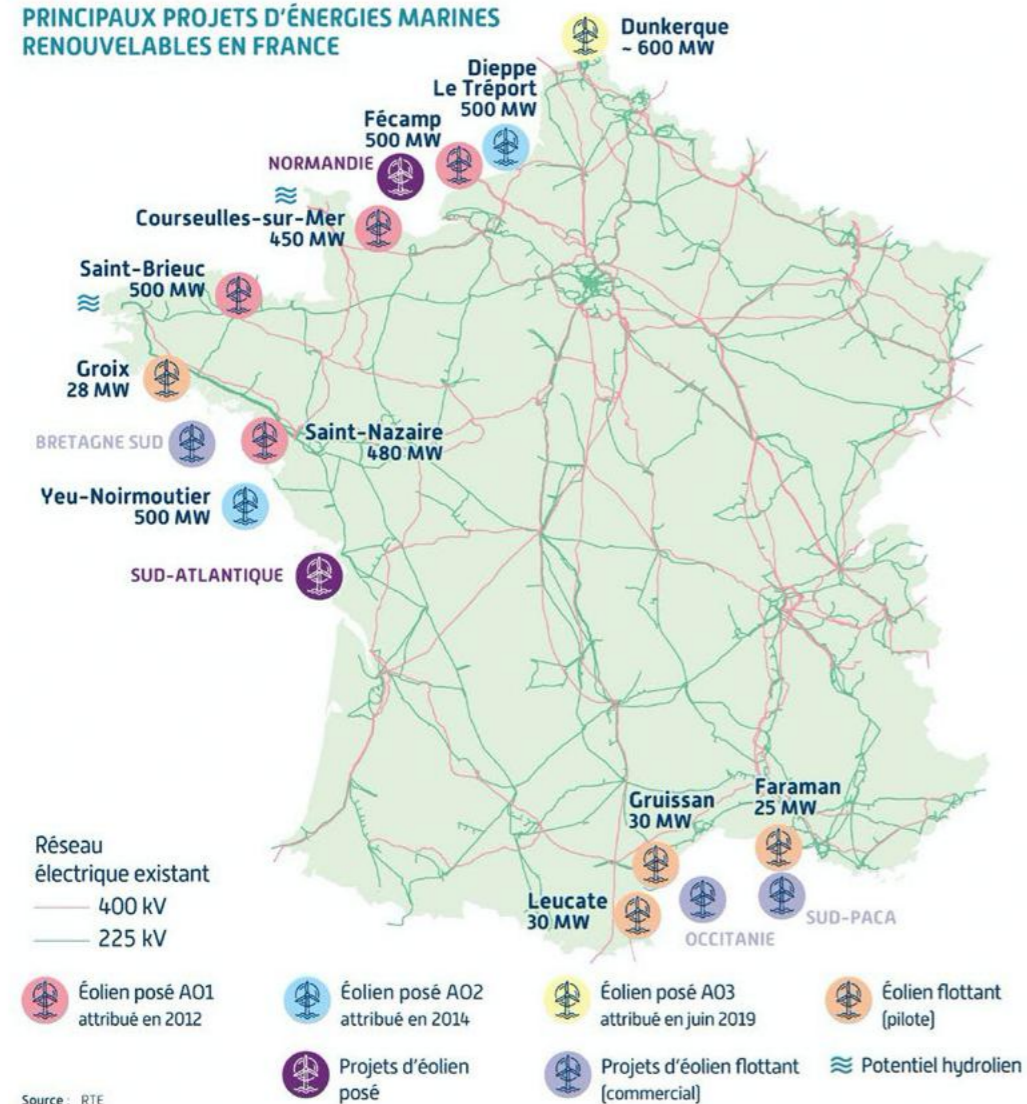 PRINCIPAUX PROJETS D'ÉNERGIES MARINES
RENOUVELABLES EN FRANCE
Dunkerque
~ 600 MW
Dieppe
Le Tréport
500 MW
Fécamp
500 MW
NORMANDIE
Courseulles-sur-Mer
450 MW
Saint-Brieuc
500 MW
Groix
28 MW
BRETAGNE SUD
Saint-Nazaire
480 MW
Yeu-Noirmoutier
500 MW
SUD-ATLANTIQUE
Gruissan
30 MW
Faraman
25 MW
Leucate
30 MW
OCCITANIE
SUD-PACA
Réseau
électrique existant
400 kV
225 kV
Éolien posé AO1
attribué en 2012
Éolien posé AO2
attribué en 2014
Éolien posé AO3
attribué en juin 2019
Éolien flottant
(pilote)
Projets d'éolien
posé
Projets d'éolien flottant
(commercial)
Potentiel hydrolien
Source : RTE